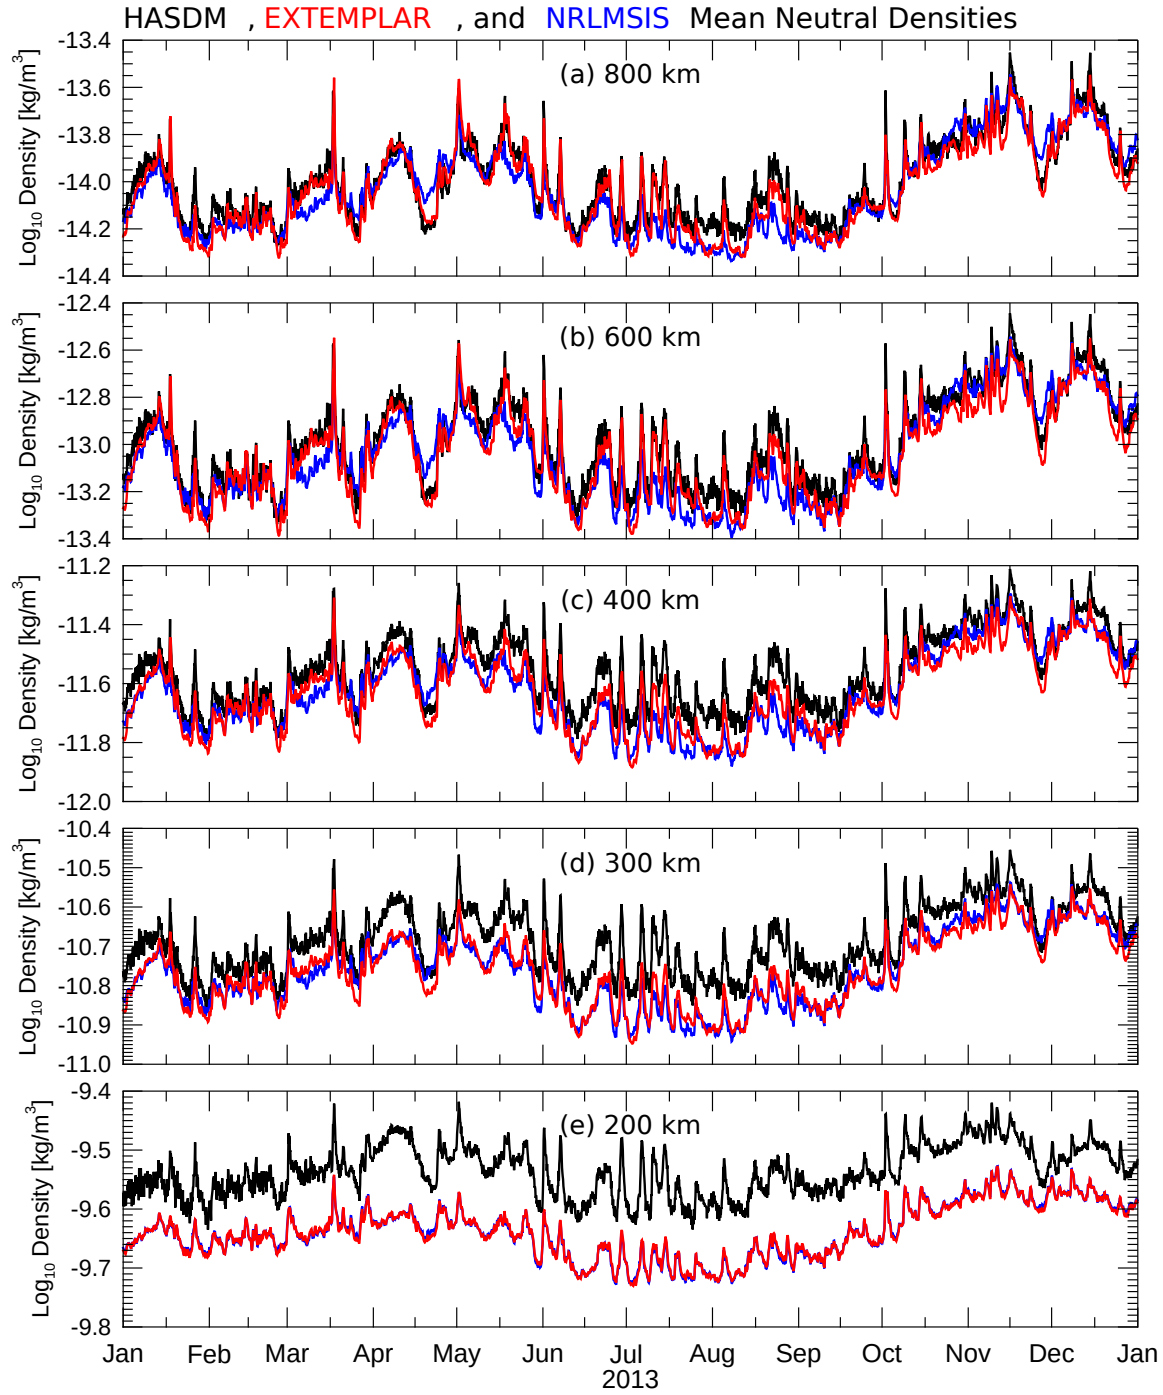 HASDM , EXTEMPLAR , and NRLMSIS Mean Neutral Densities
(a) 800 km
Log10 Density [kg/m3]
-13.4
-13.6
-13.8
-14.0
-14.2
-14.4
(b) 600 km
Log10 Density [kg/m3]
-12.4
-12.6
-12.8
-13.0
-13.2
-13.4
(c) 400 km
Log10 Density [kg/m3]
-11.2
-11.4
-11.6
-11.8
-12.0
(d) 300 km
Log10 Density [kg/m3]
-10.4
-10.5
-10.6
-10.7
-10.8
-10.9
-11.0
(e) 200 km
Log10 Density [kg/m3]
-9.4
-9.5
-9.6
-9.7
-9.8
Jan Feb Mar Apr May Jun Jul Aug Sep Oct Nov Dec Jan
2013